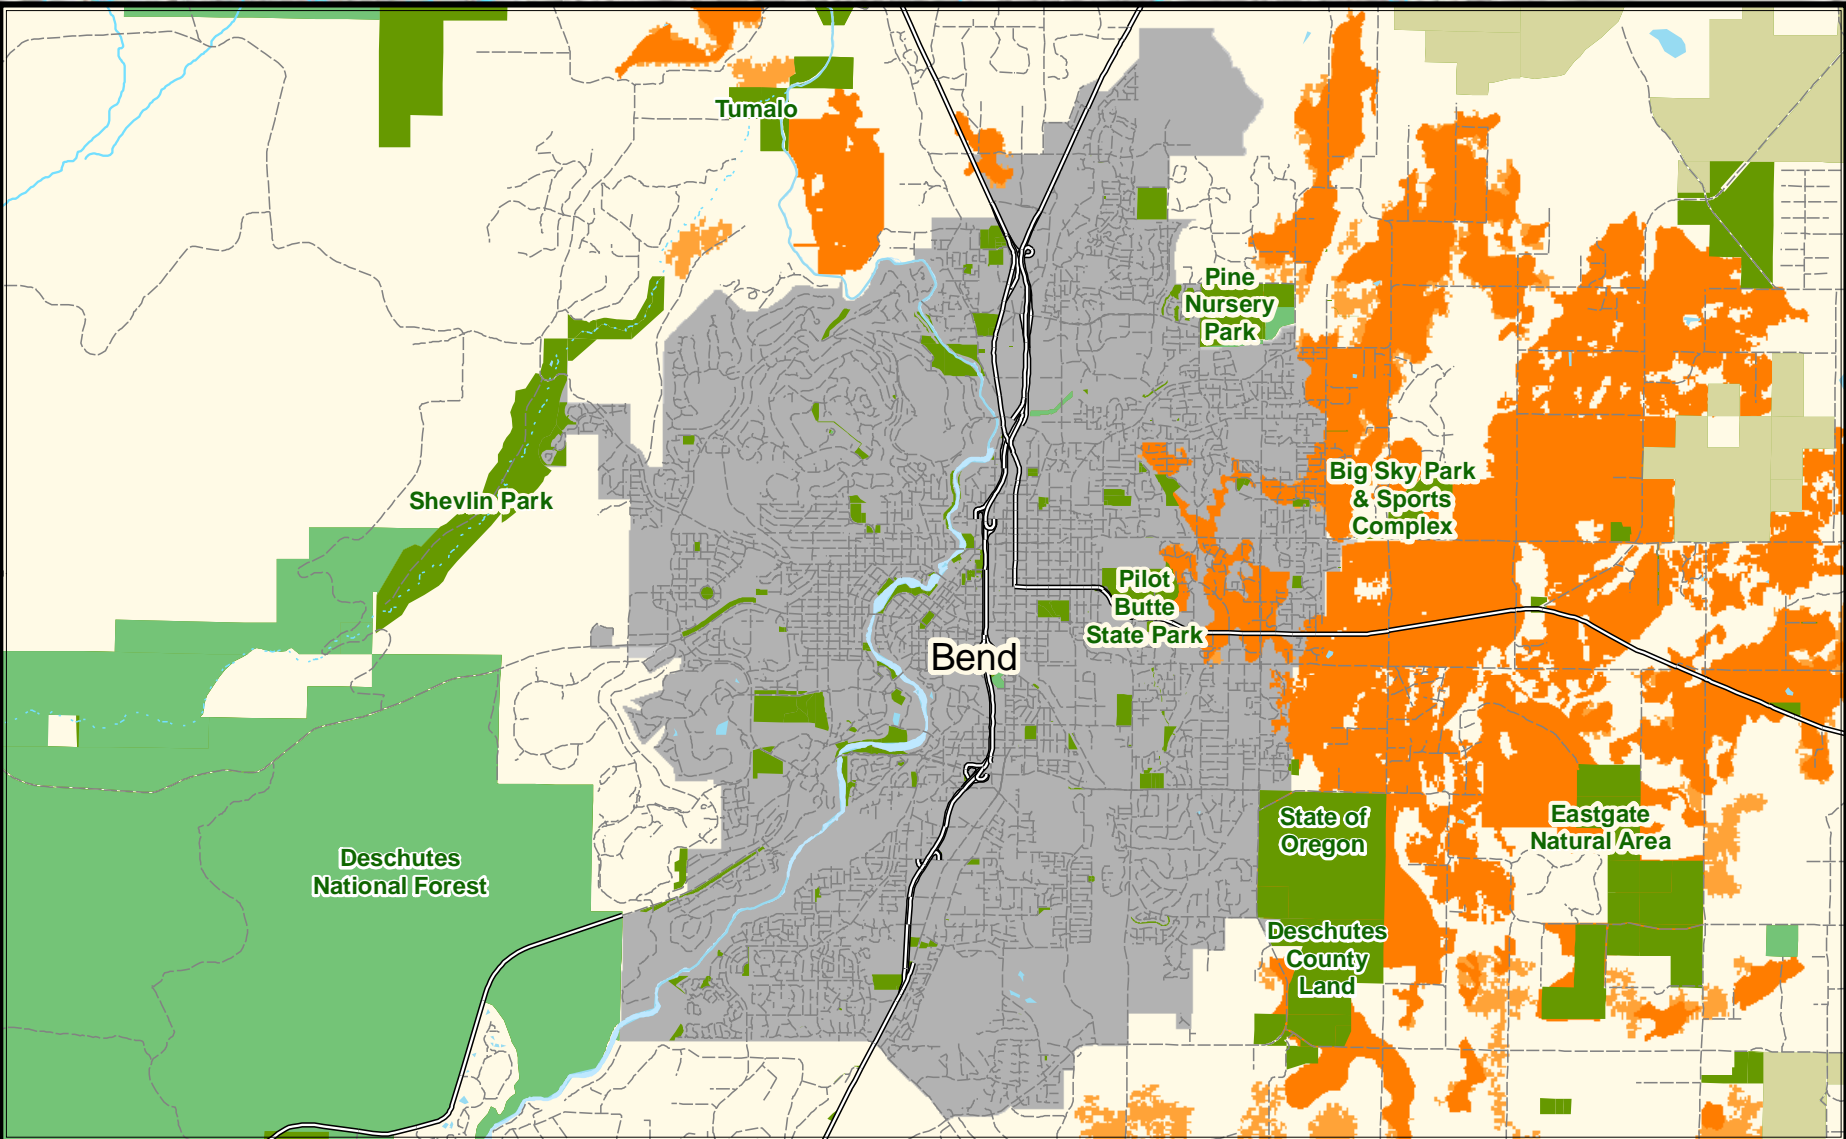 Tumalo
Pine
Nursery
Park
Shevlin Park
Big Sky Park
& Sports
Complex
Pilot
Butte
State Park
Bend
State of
Oregon
Eastgate
Natural Area
Deschutes
National Forest
Deschutes
County
Land